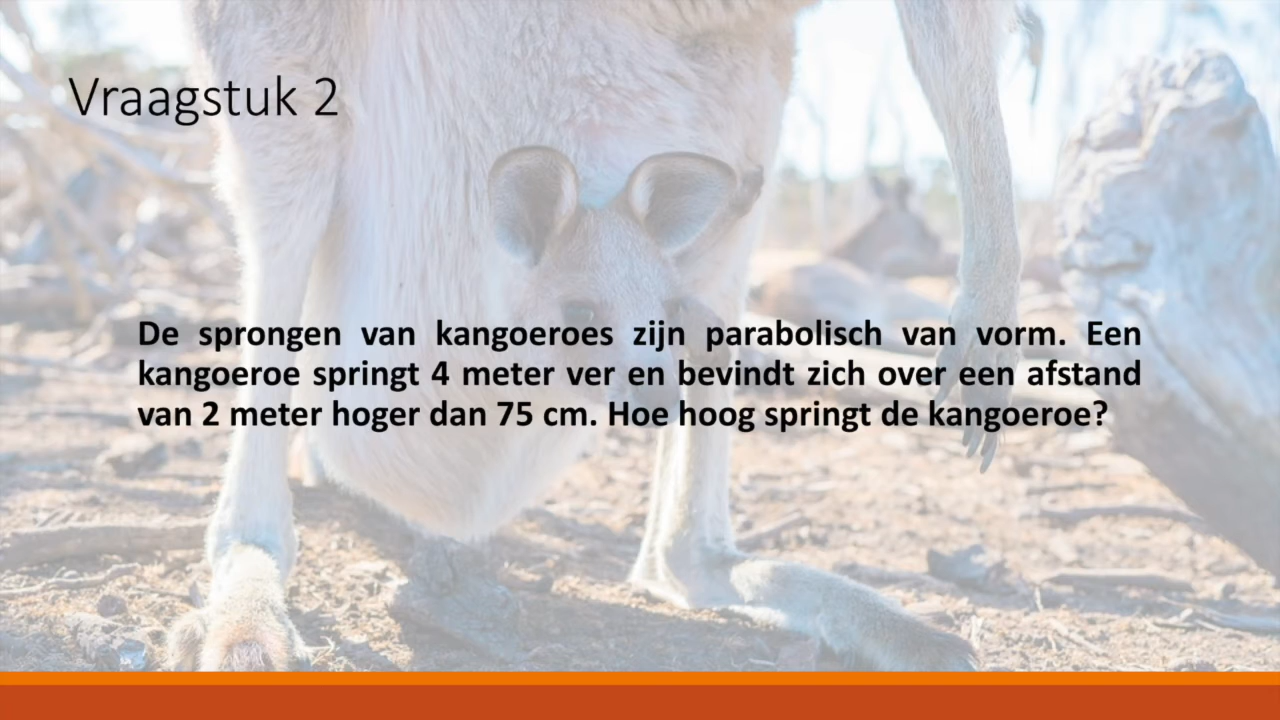 Vraagstuk 2
De sprongen van kangoeroes zijn parabolisch van vorm. Een
kangoeroe springt 4 meter ver en bevindt zich over een afstand
van 2 meter hoger dan 75 cm. Hoe hoog springt de kangoeroe?